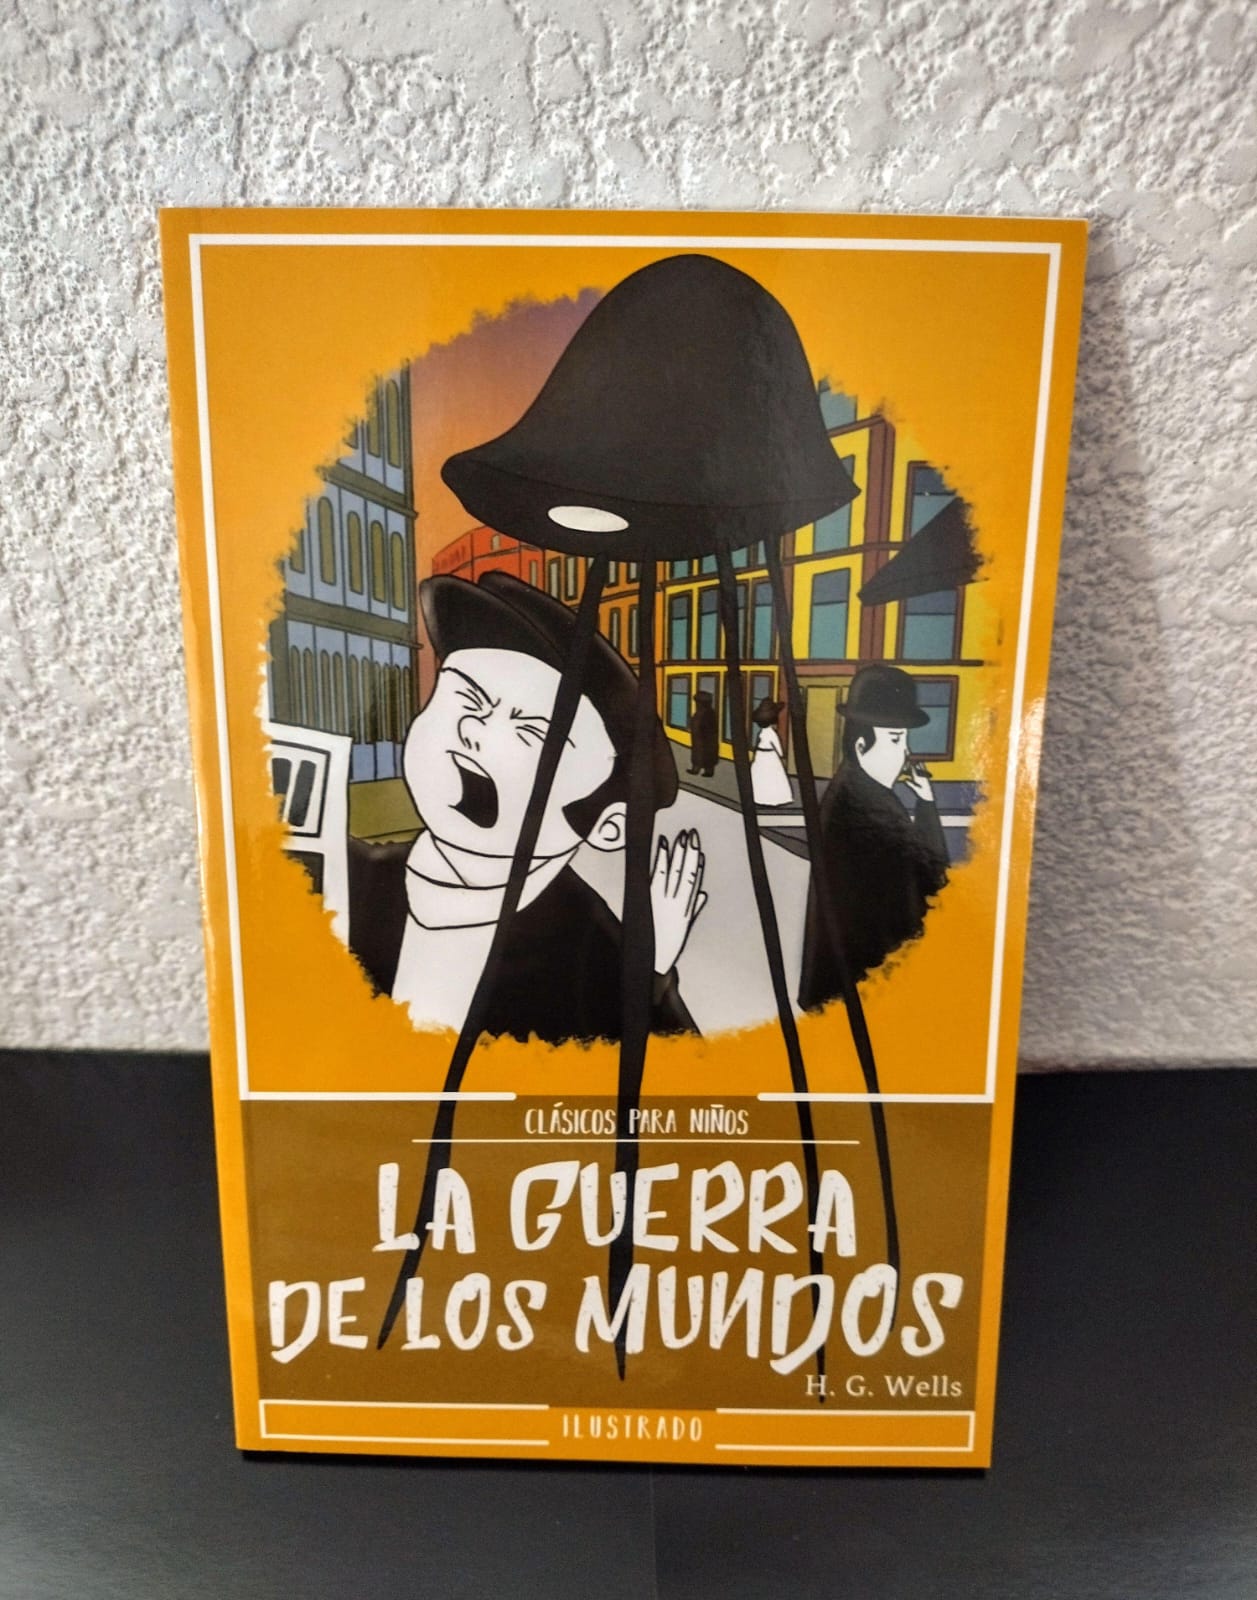 CLÁSICOS PARA NIÑOS
LA GUERRA
DE LOS MUNDOS
H. G. Wells
ILUSTRADO